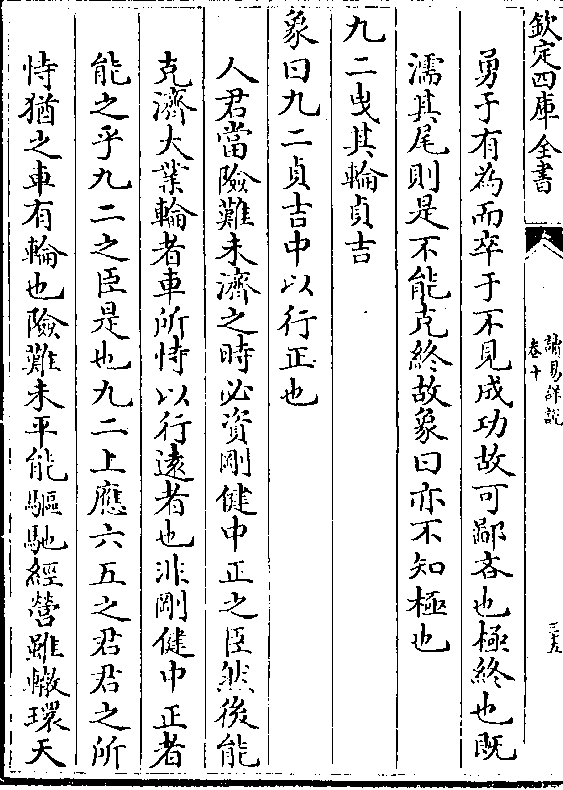 欽定四庫全書
讀易詳說
卷十
三五
勇于有為而卒于不見成功故可鄙吝也極終也既
濡其尾則是不能克終故象曰亦不知極也
九二曳其輪貞吉
象曰九二貞吉中以行正也
人君當險難未濟之時必資剛健中正之臣然後能
克濟大業輪者車所恃以行遠者也非剛健中正者
能之乎九二之臣是也九二上應六五之君君之所
恃猶之車有輪也險難未平能驅馳經營雖轍環天